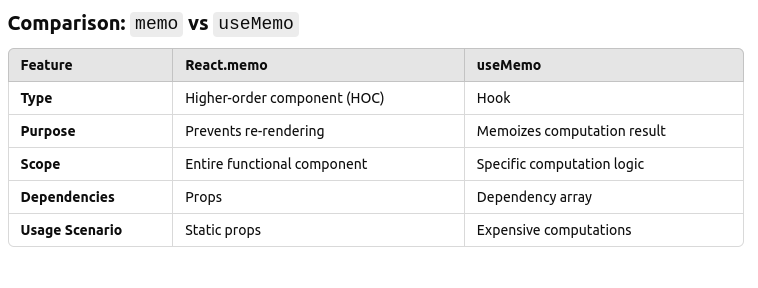 Comparison: memo vs useMemo
Feature React.memo useMemo
Type Higher-order component (HOC) Hook
Purpose Prevents re-rendering Memoizes computation result
Scope Entire functional component Specific computation logic
Dependencies Props Dependency array
Usage Scenario Static props Expensive computations